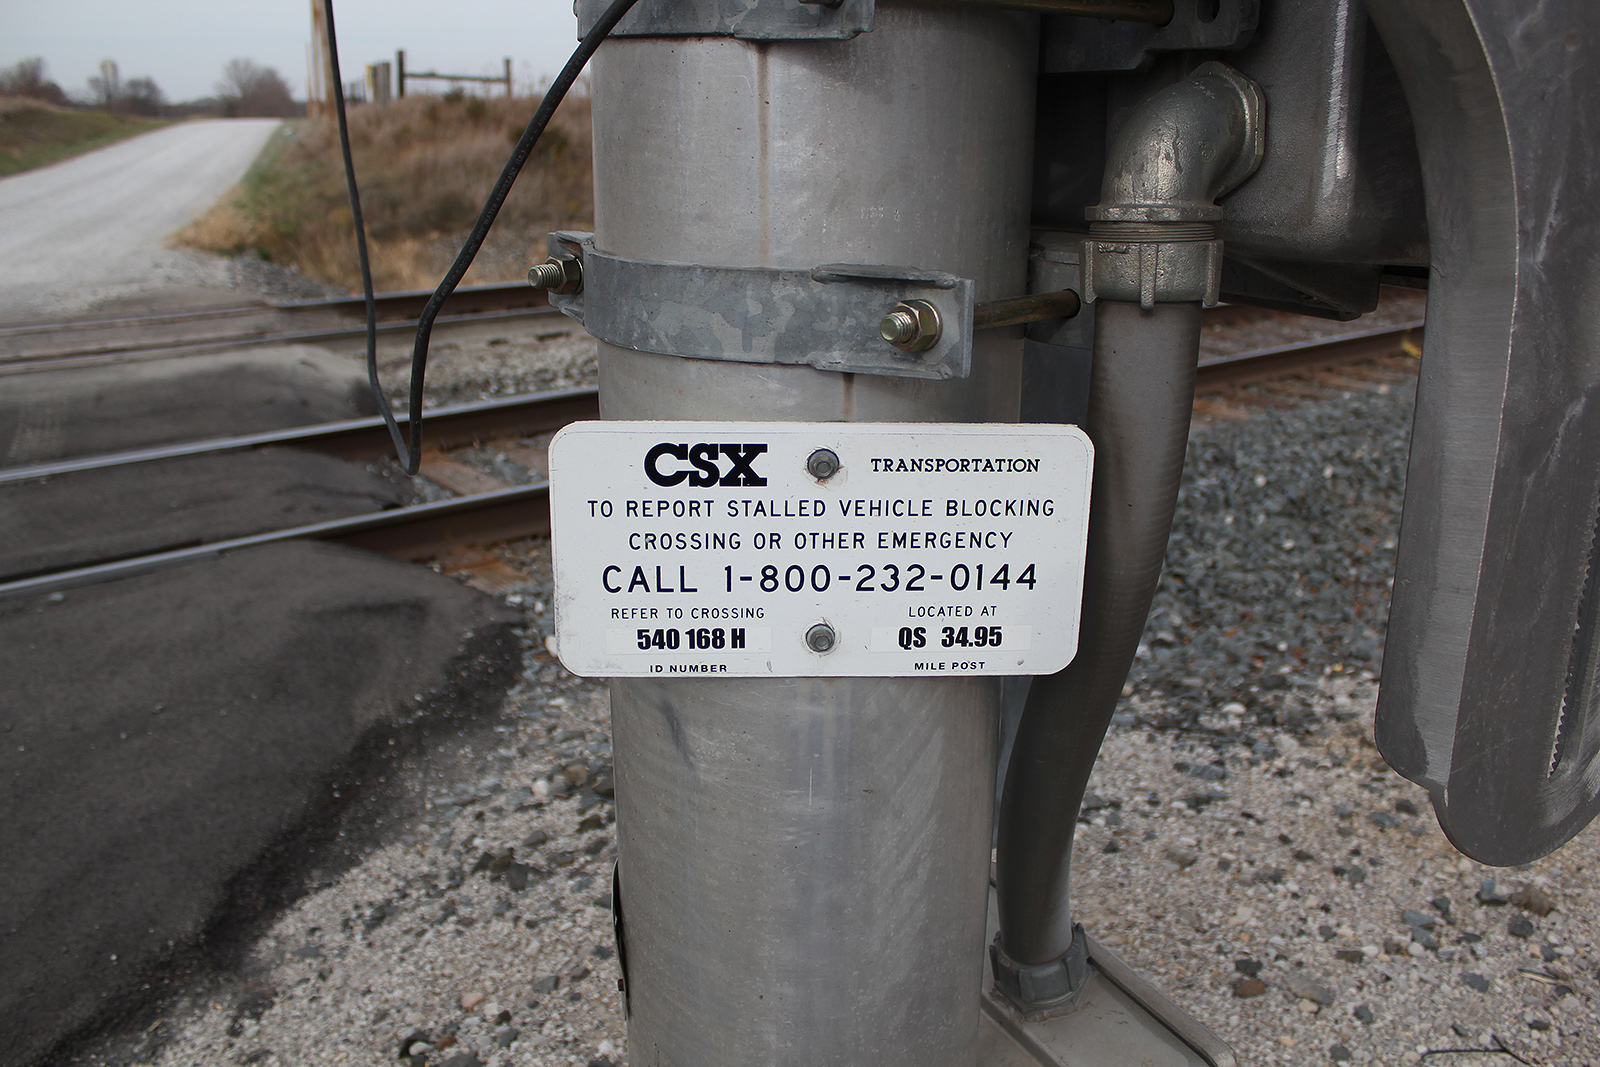 CSX TRANSPORTATION
TO REPORT STALLED VEHICLE BLOCKING
CROSSING OR OTHER EMERGENCY
CALL 1-800-232-0144
REFER TO CROSSING LOCATED AT
540 168 H QS 34.95
ID NUMBER MILE POST